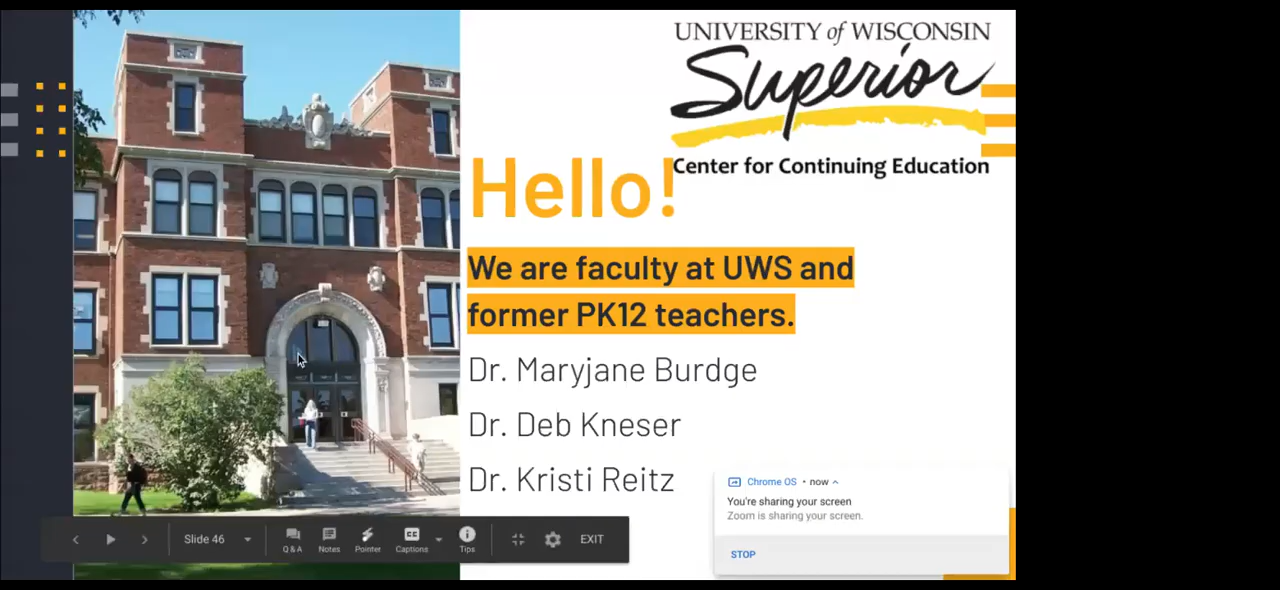 UNIVERSITY of WISCONSIN
Superior
Center for Continuing Education
Hello!
We are faculty at UWS and
former PK12 teachers.
Dr. Maryjane Burdge
Dr. Deb Kneser
Dr. Kristi Reitz
Chrome OS • now
You're sharing your screen
Zoom is sharing your screen.
STOP
Slide 46
Q & A
Notes
Pointer
CC
Captions
Tips
EXIT